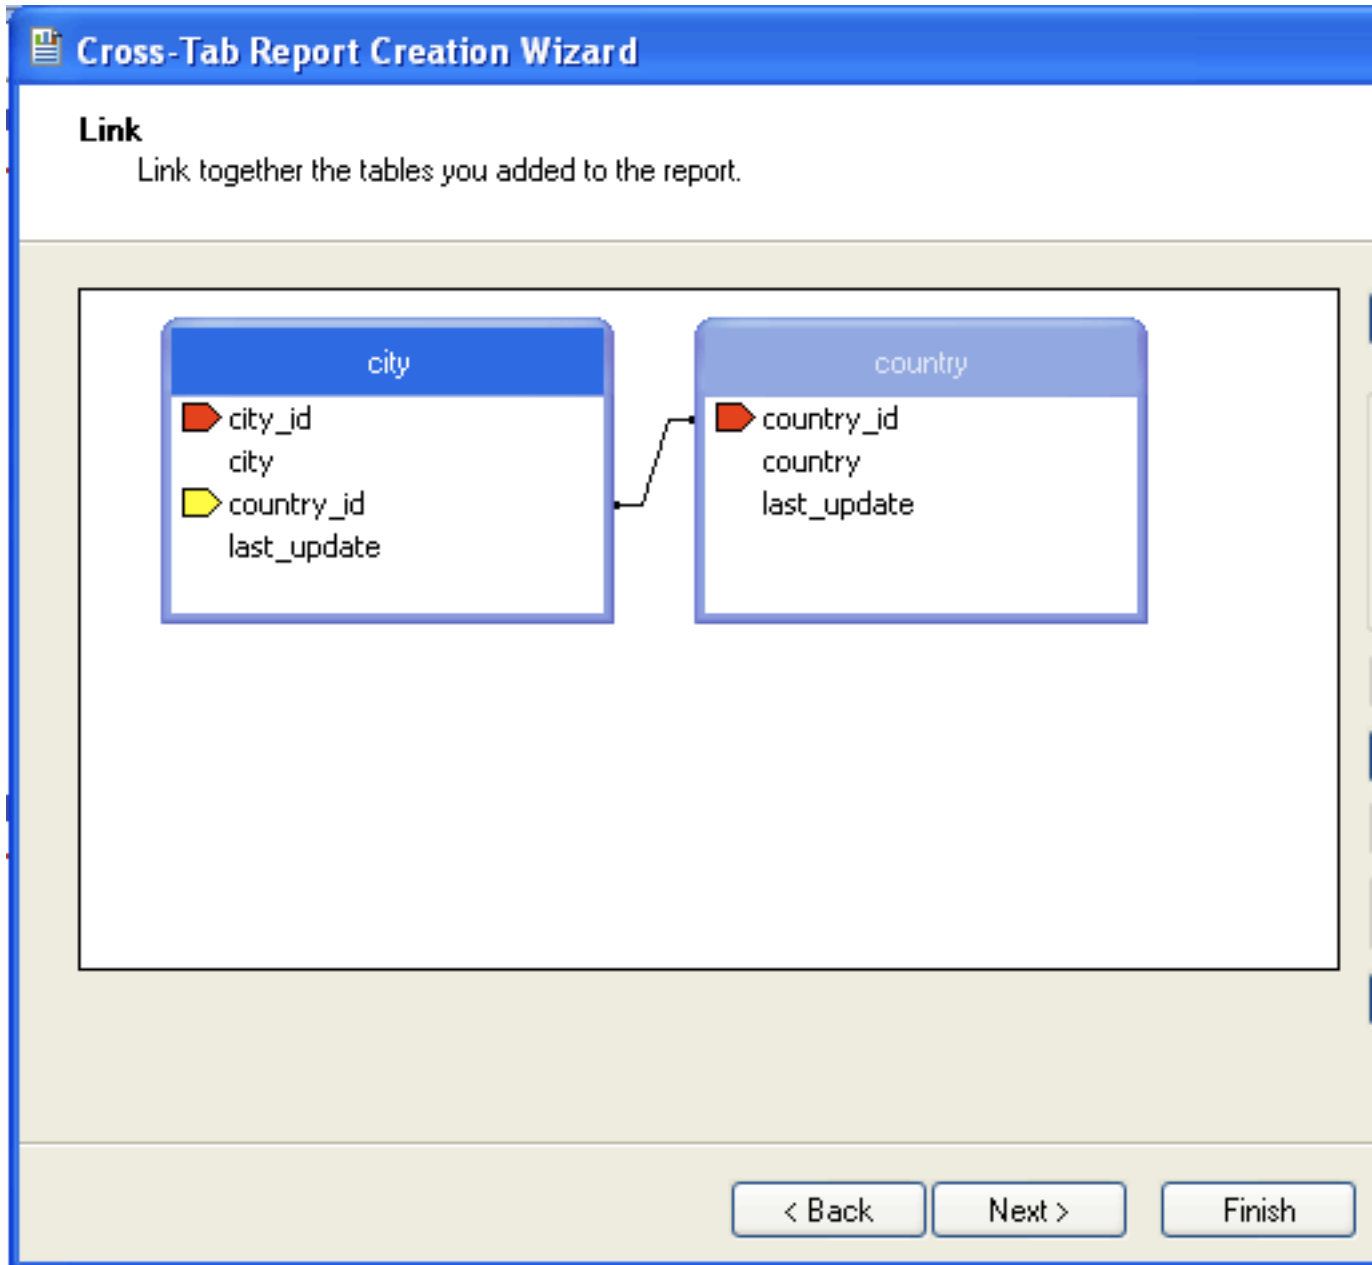 Cross-Tab Report Creation Wizard
Link
Link together the tables you added to the report.
city
city_id
city
country_id
last_update
country
country_id
country
last_update
< Back
Next >
Finish